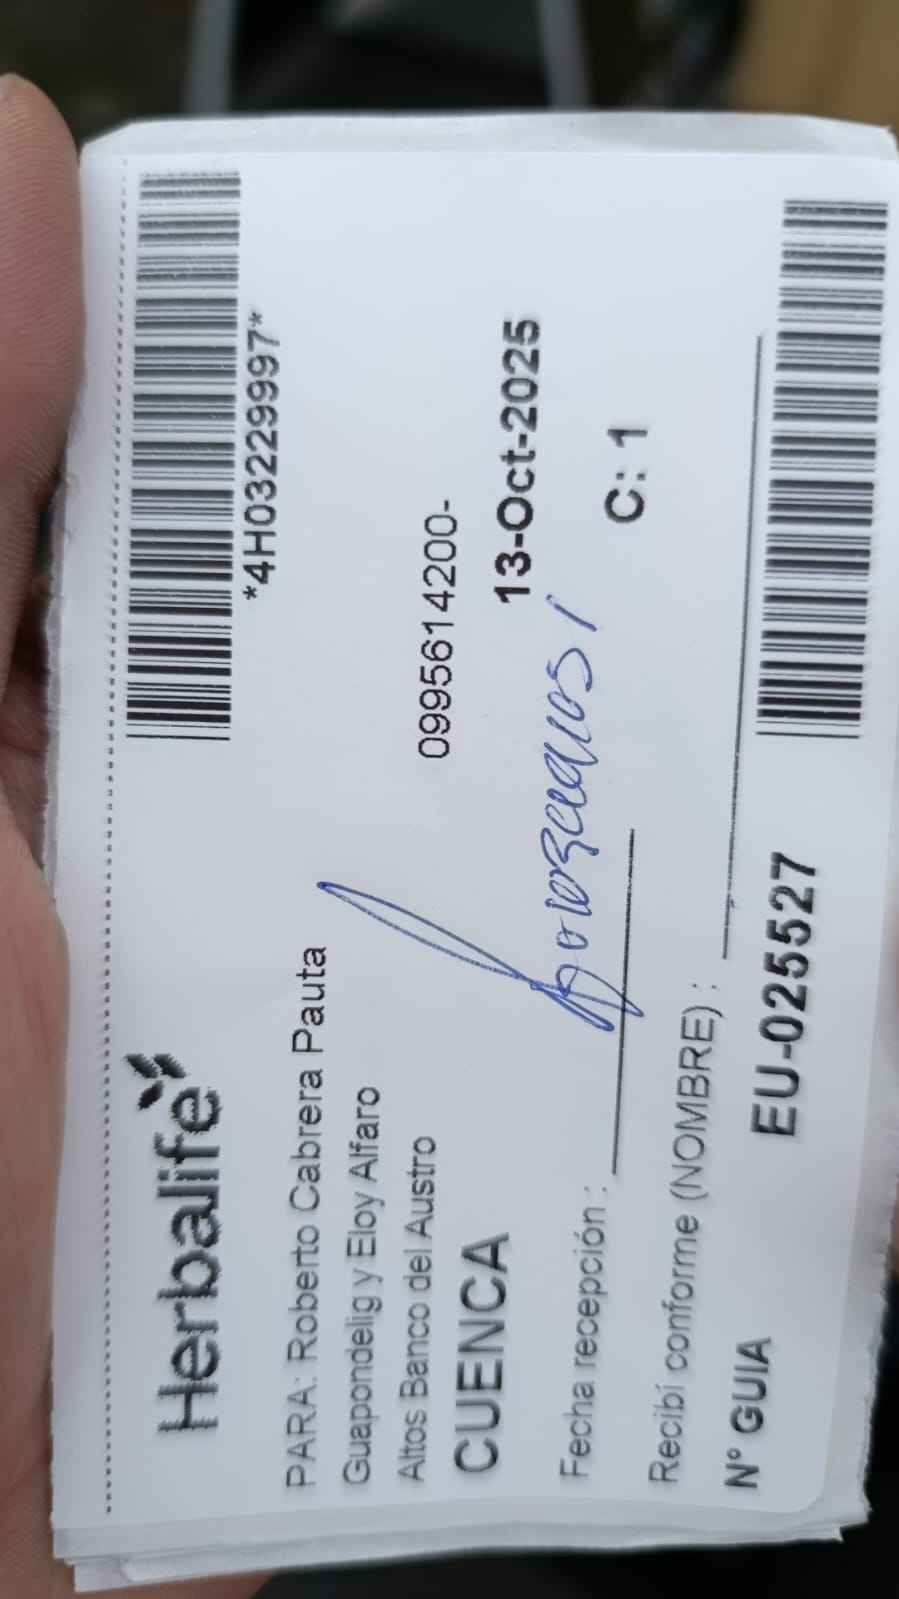 Herbalife
*4H03229997*
PARA: Roberto Cabrera Pauta
Guapondelig y Eloy Alfaro
Altos Banco del Austro
0995614200-
CUENCA
13-Oct-2025
Fecha recepción :
C: 1
Recibí conforme (NOMBRE) :
N° GUIA
EU-025527